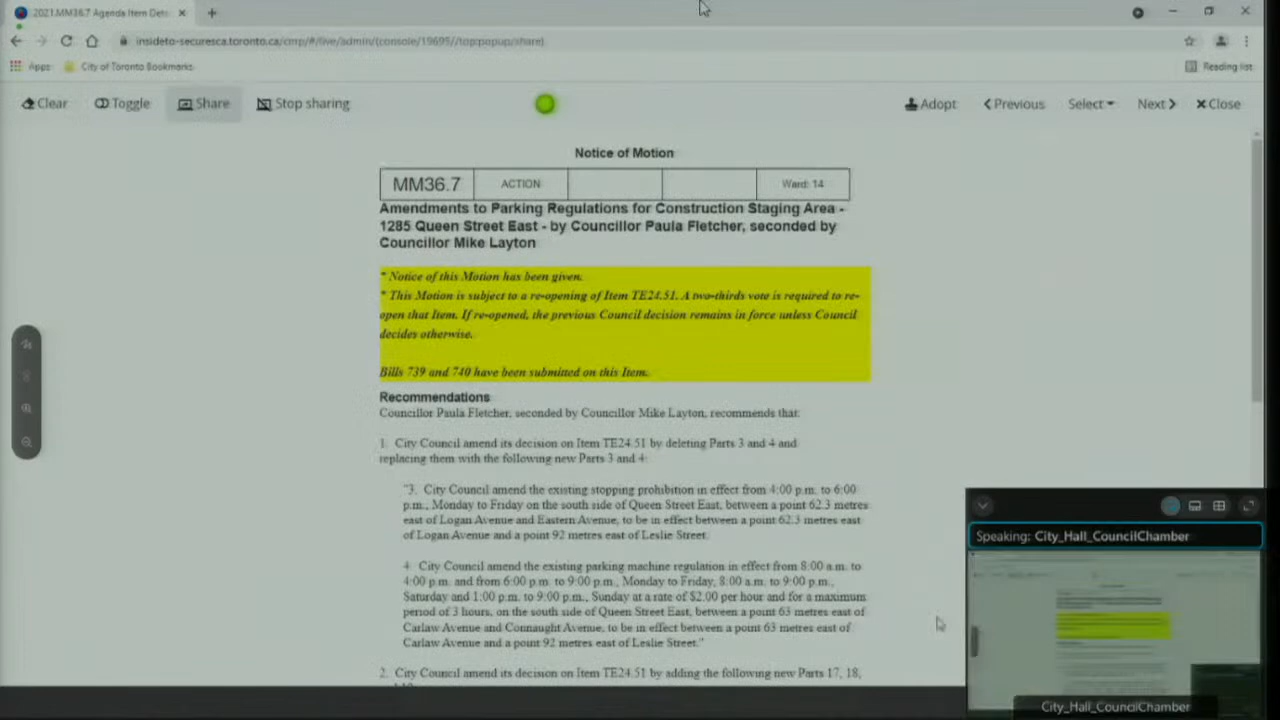 2021.MM36.7 Agenda Item Deta
insideto-securesca.toronto.ca/cmp/#/live/admin/(console/19695//top:popup/share)
Apps City of Toronto Bookmarks Reading list
Clear Toggle Share Stop sharing Adopt Previous Select Next Close
Notice of Motion
MM36.7 ACTION Ward: 14
Amendments to Parking Regulations for Construction Staging Area -
1285 Queen Street East - by Councillor Paula Fletcher, seconded by
Councillor Mike Layton
* Notice of this Motion has been given.
* This Motion is subject to a re-opening of Item TE24.51. A two-thirds vote is required to re-
open that Item. If re-opened, the previous Council decision remains in force unless Council
decides otherwise.
Bills 739 and 740 have been submitted on this Item.
Recommendations
Councillor Paula Fletcher, seconded by Councillor Mike Layton, recommends that:
1. City Council amend its decision on Item TE24.51 by deleting Parts 3 and 4 and
replacing them with the following new Parts 3 and 4:
"3. City Council amend the existing stopping prohibition in effect from 4:00 p.m. to 6:00
p.m., Monday to Friday on the south side of Queen Street East, between a point 62.3 metres
east of Logan Avenue and Eastern Avenue, to be in effect between a point 62.3 metres east
of Logan Avenue and a point 92 metres east of Leslie Street.
4. City Council amend the existing parking machine regulation in effect from 8:00 a.m. to
4:00 p.m. and from 6:00 p.m. to 9:00 p.m., Monday to Friday, 8:00 a.m. to 9:00 p.m.,
Saturday and 1:00 p.m. to 9:00 p.m., Sunday at a rate of $2.00 per hour and for a maximum
period of 3 hours, on the south side of Queen Street East, between a point 63 metres east of
Carlaw Avenue and Connaught Avenue, to be in effect between a point 63 metres east of
Carlaw Avenue and a point 92 metres east of Leslie Street."
2. City Council amend its decision on Item TE24.51 by adding the following new Parts 17, 18,
Speaking: City_Hall_CouncilChamber
City_Hall_CouncilChamber